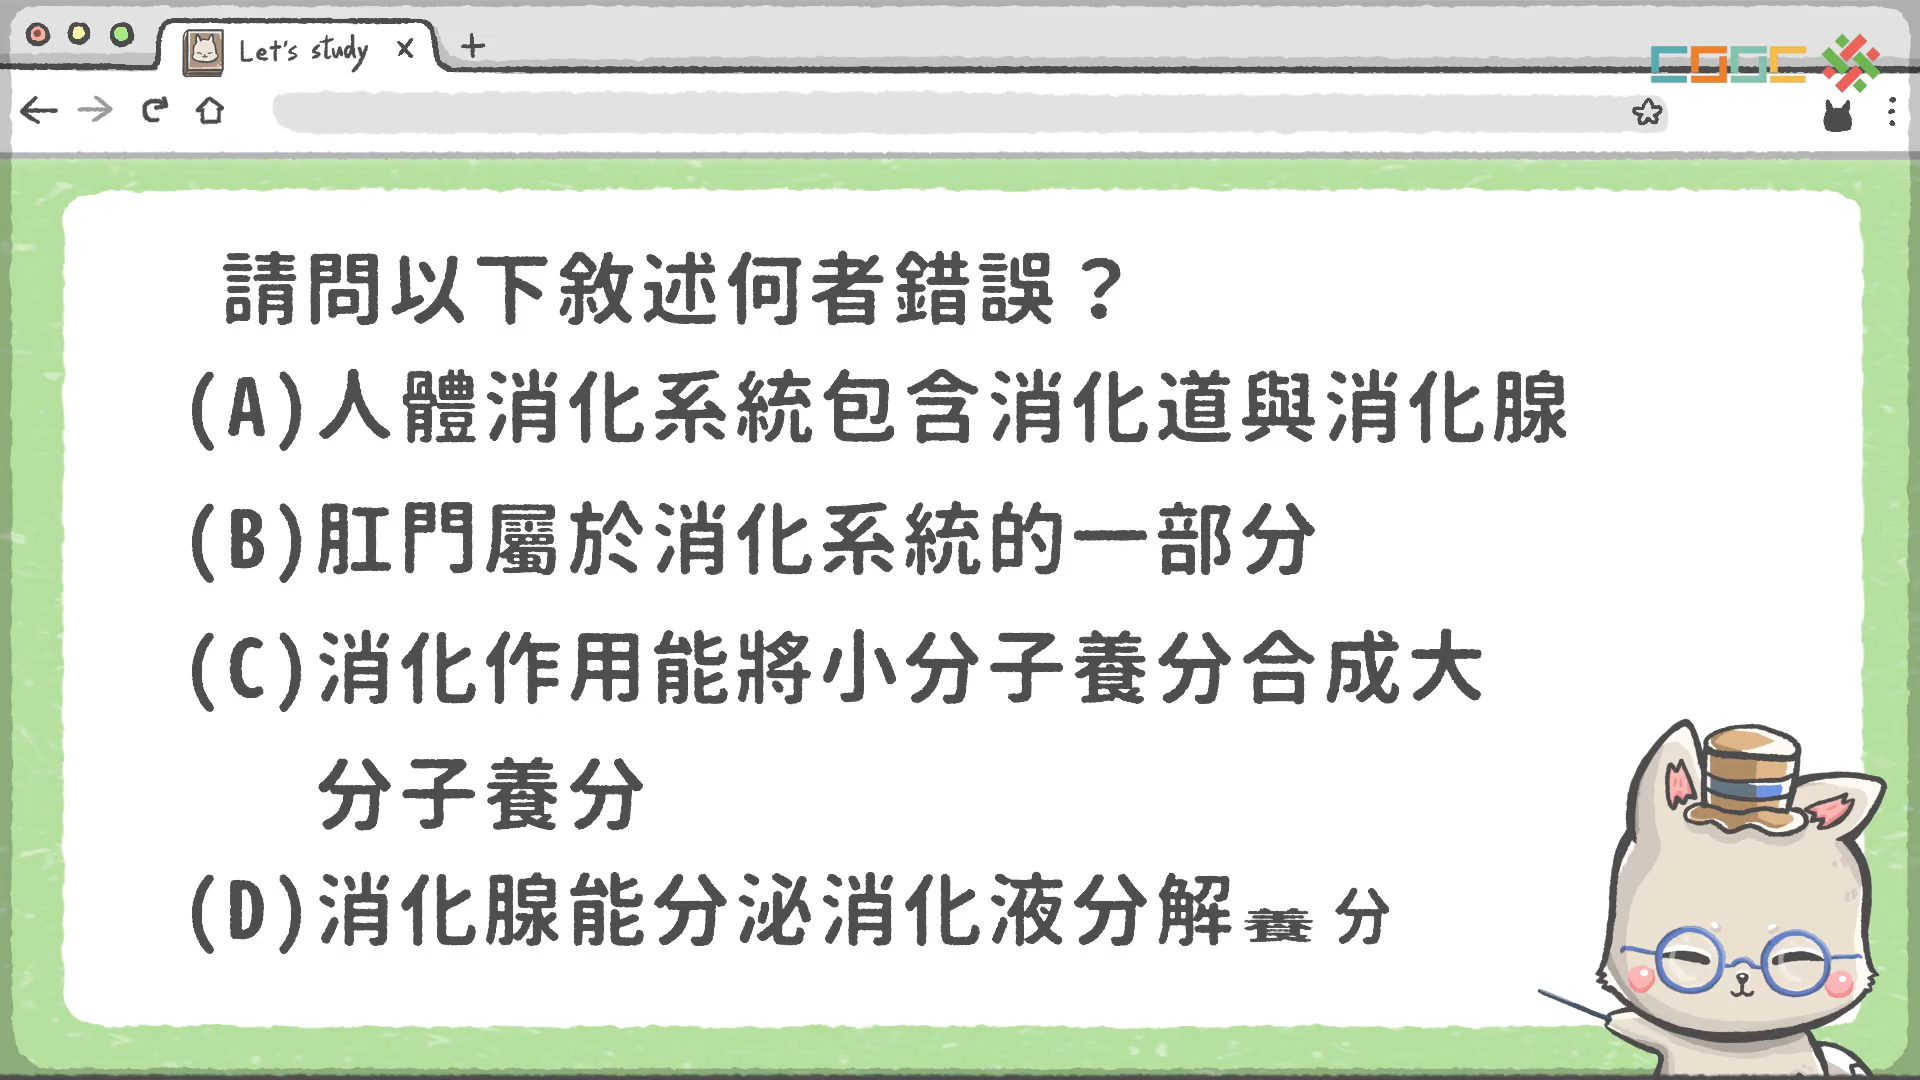 Let's study
CGGC
請問以下敘述何者錯誤？
(A)人體消化系統包含消化道與消化腺
(B)肛門屬於消化系統的一部分
(C)消化作用能將小分子養分合成大
分子養分
(D)消化腺能分泌消化液分解養分